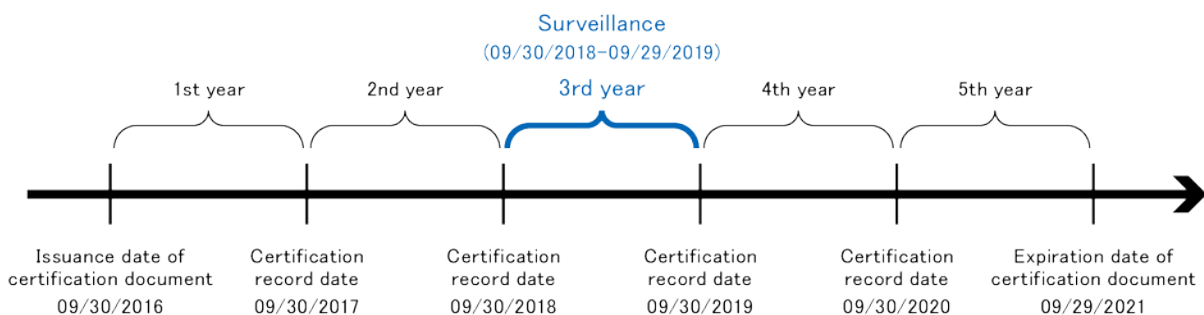 Surveillance
(09/30/2018-09/29/2019)
1st year
2nd year
3rd year
4th year
5th year
Issuance date of
certification document
09/30/2016
Certification
record date
09/30/2017
Certification
record date
09/30/2018
Certification
record date
09/30/2019
Certification
record date
09/30/2020
Expiration date of
certification document
09/29/2021